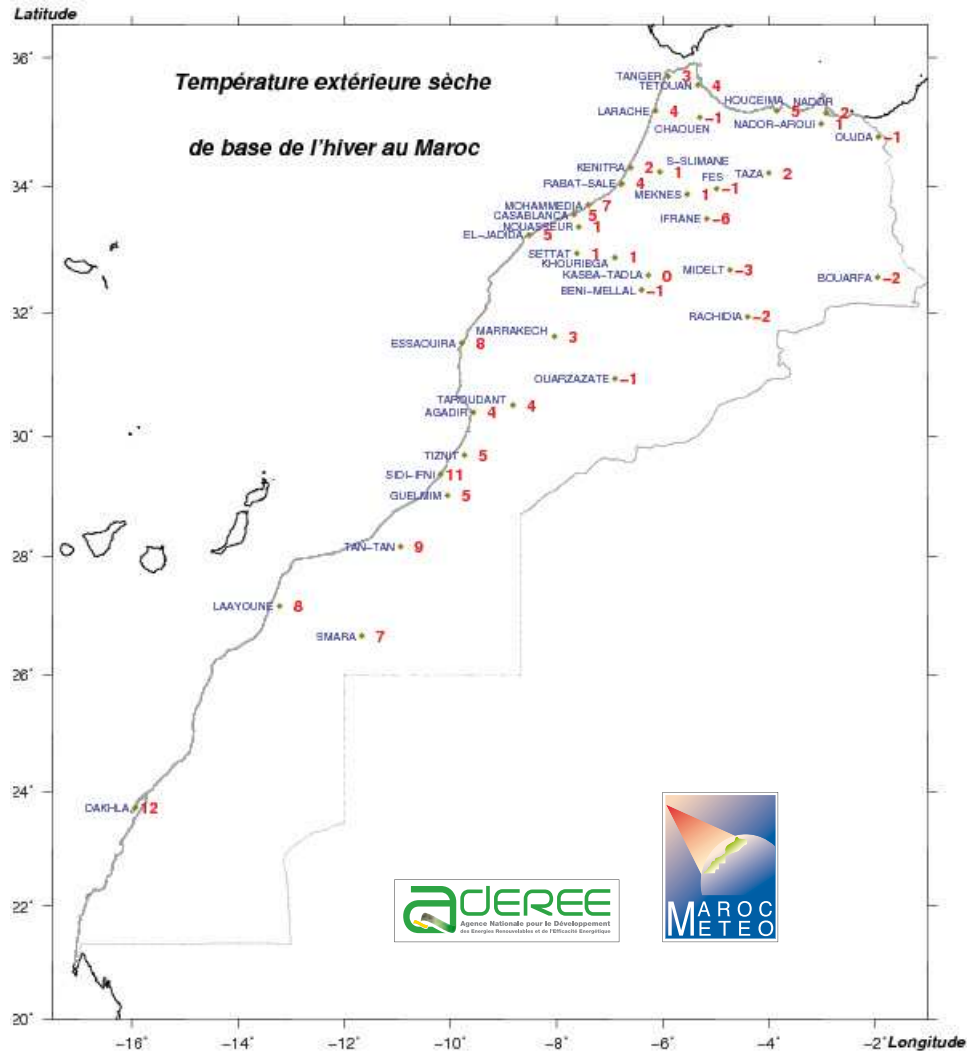 Latitude
Température extérieure sèche
de base de l'hiver au Maroc
36°
34°
32°
30°
28°
26°
24°
22°
20°
TANGER 3
TETOUAN 4
LARACHE 4
CHAOUEN -1
HOUCEIMA 5
NADOR 2
NADOR-AROUI 1
OUJDA -1
KENITRA 2
S-SLIMANE 1
RABAT-SALE 4
FES -1
MEKNES 1
TAZA 2
MOHAMMEDIA 7
CASABLANCA 5
NOUASSEUR 1
IFRANE -6
EL-JADIDA 5
SETTAT 1
KHOURIBGA 1
KASBA-TADLA 0
MIDELT -3
BOUARFA -2
BENI-MELLAL -1
RACHIDIA -2
MARRAKECH 3
ESSAOUIRA 8
OUARZAZATE -1
TAROUDANT 4
AGADIR 4
TIZNIT 5
SIDI-IFNI 11
GUELMIM 5
TAN-TAN 9
LAAYOUNE 8
SMARA 7
DAKHLA 12
aDEREE
Agence Nationale pour le Développement
des Energies Renouvelables et de l'Efficacité Energétique
MAROC
METEO
-16° -14° -12° -10° -8° -6° -4° -2° Longitude